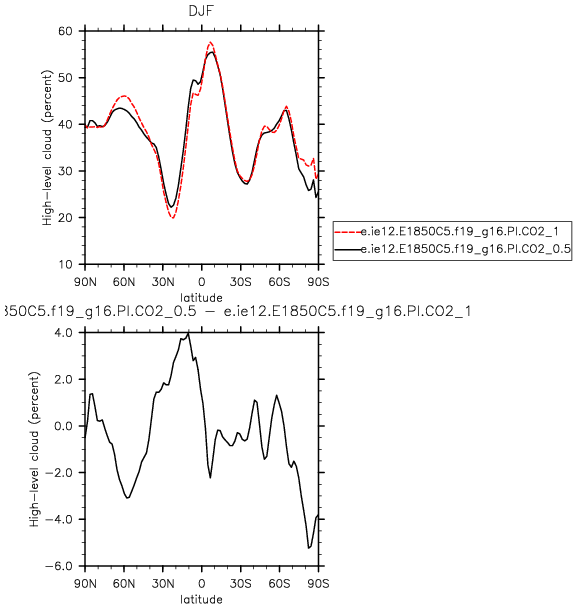 DJF
High-level cloud (percent)
60
50
40
30
20
10
90N 60N 30N 0 30S 60S 90S
latitude
e.ie12.E1850C5.f19_g16.PI.CO2_1
e.ie12.E1850C5.f19_g16.PI.CO2_0.5
350C5.f19_g16.PI.CO2_0.5 - e.ie12.E1850C5.f19_g16.PI.CO2_1
High-level cloud (percent)
4.0
2.0
0.0
-2.0
-4.0
-6.0
90N 60N 30N 0 30S 60S 90S
latitude